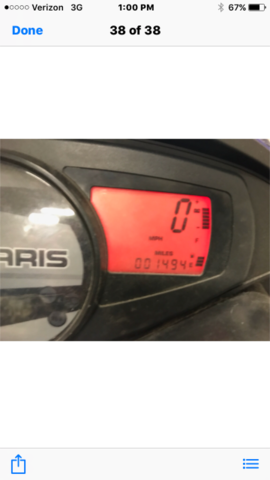 Verizon 3G 1:00 PM 67%
Done 38 of 38
0
MPH F
MILES
ARIS
001494